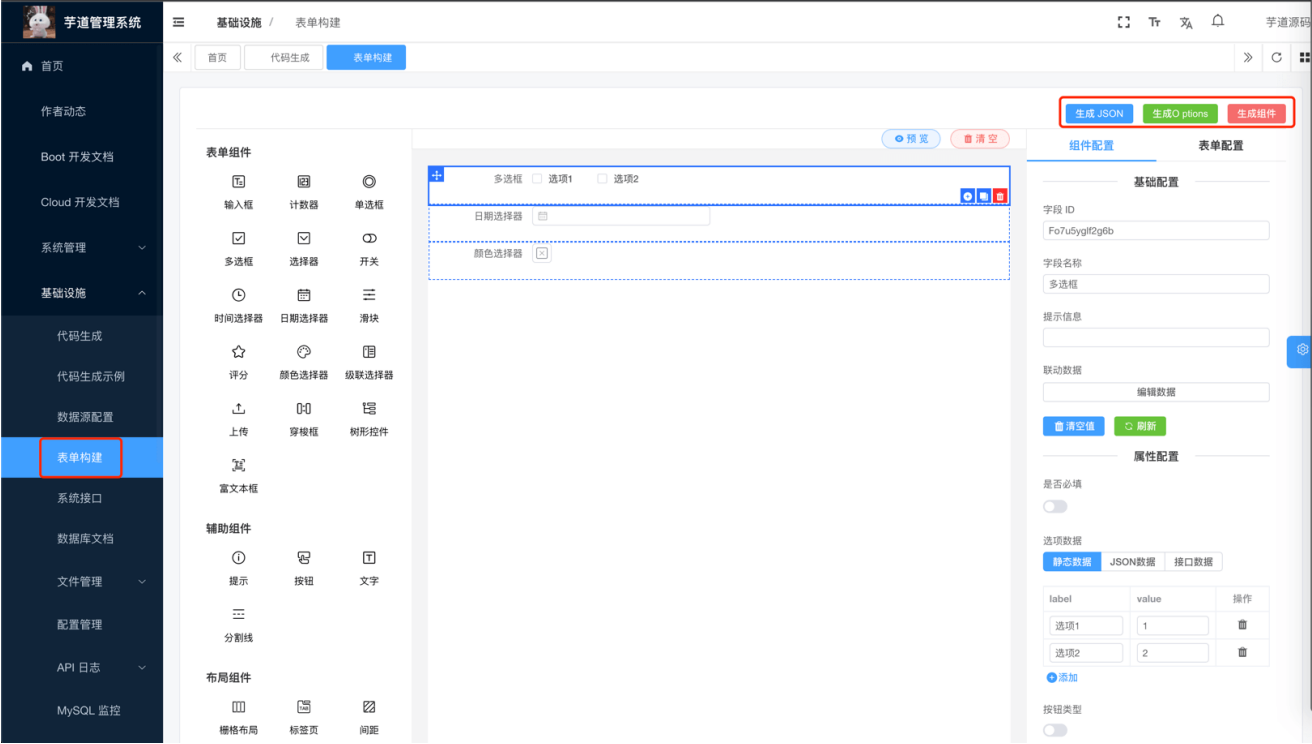 芋道管理系统
基础设施 / 表单构建
芋道源码
首页 代码生成 表单构建
首页
作者动态
Boot 开发文档
Cloud 开发文档
系统管理
基础设施
代码生成
代码生成示例
数据源配置
表单构建
系统接口
数据库文档
文件管理
配置管理
API 日志
MySQL 监控
生成 JSON 生成O ptions 生成组件
表单组件
输入框 计数器 单选框
多选框 选择器 开关
时间选择器 日期选择器 滑块
评分 颜色选择器 级联选择器
上传 穿梭框 树形控件
富文本框
辅助组件
提示 按钮 文字
分割线
布局组件
栅格布局 标签页 间距
预览 清空
多选框 选项1 选项2
日期选择器
颜色选择器
组件配置 表单配置
基础配置
字段 ID
Fo7u5yglf2g6b
字段名称
多选框
提示信息
联动数据
编辑数据
清空值 刷新
属性配置
是否必填
选项数据
静态数据 JSON数据 接口数据
label value 操作
选项1 1
选项2 2
添加
按钮类型